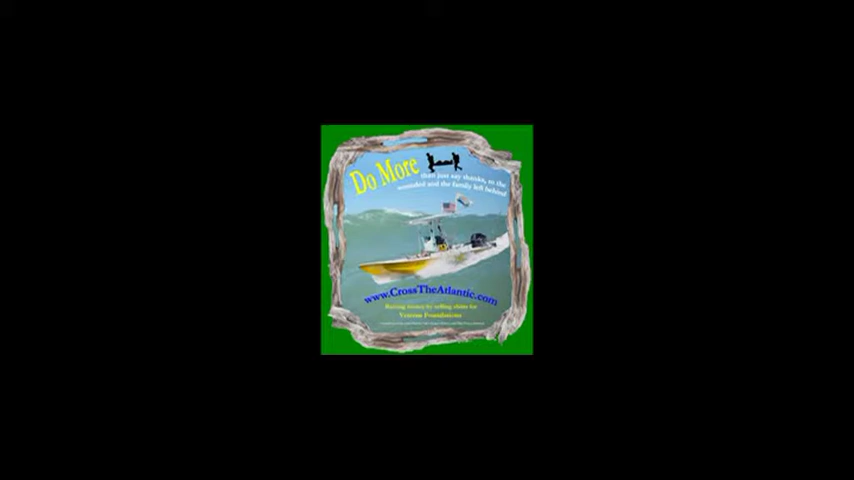 Do More
than just say thanks, to the
wounded and the family left behind
www.CrossTheAtlantic.com
Raising money by selling shirts for
Veteran Foundations